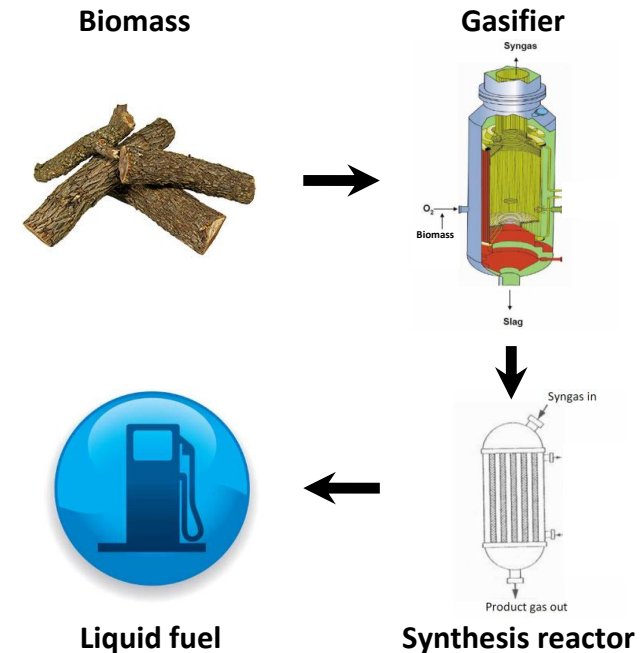 Biomass
Gasifier
Syngas
O2
Biomass
Slag
Syngas in
Product gas out
Liquid fuel
Synthesis reactor